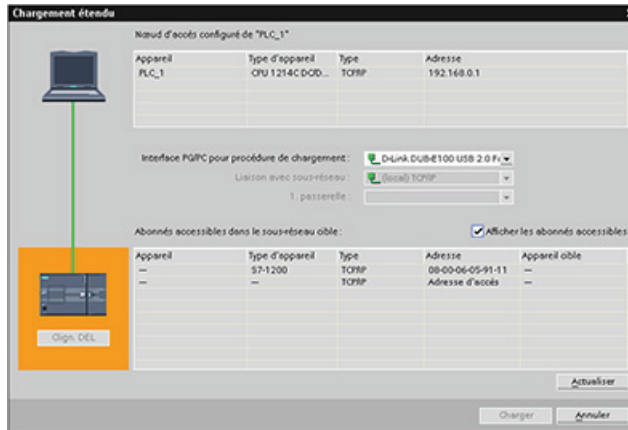 Chargement étendu
Nœud d'accès configuré de "PLC_1"
Appareil Type d'appareil Type Adresse
PLC_1 CPU 1214C DC/D... TCP/IP 192.168.0.1
Interface PG/PC pour procédure de chargement : D-Link DUB-E100 USB 2.0 Fa
Liaison avec sous-réseau : (local) TCP/IP
1. passerelle :
Abonnés accessibles dans le sous-réseau cible : Afficher les abonnés accessibles
Appareil Type d'appareil Type Adresse Appareil cible
— S7-1200 TCP/IP 08-00-06-05-91-11 —
— — TCP/IP Adresse d'accès —
Clign. DEL
Actualiser
Charger Annuler